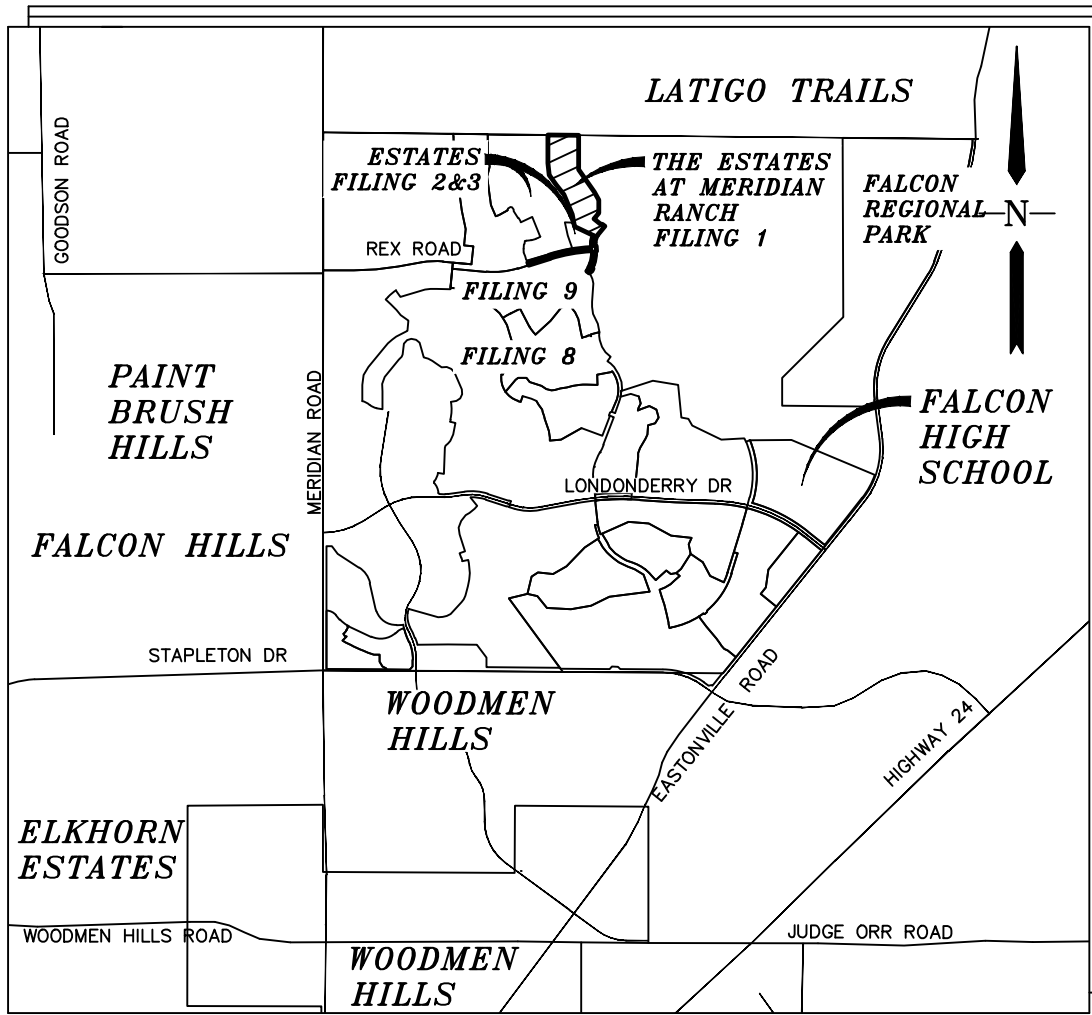 LATIGO TRAILS
GOODSON ROAD
ESTATES
FILING 2&3
THE ESTATES
AT MERIDIAN
RANCH
FILING 1
FALCON
REGIONAL
PARK
N
REX ROAD
FILING 9
FILING 8
PAINT
BRUSH
HILLS
MERIDIAN ROAD
FALCON
HIGH
SCHOOL
LONDONDERRY DR
FALCON HILLS
STAPLETON DR
WOODMEN
HILLS
EASTONVILLE ROAD
HIGHWAY 24
ELKHORN
ESTATES
WOODMEN HILLS ROAD
JUDGE ORR ROAD
WOODMEN
HILLS